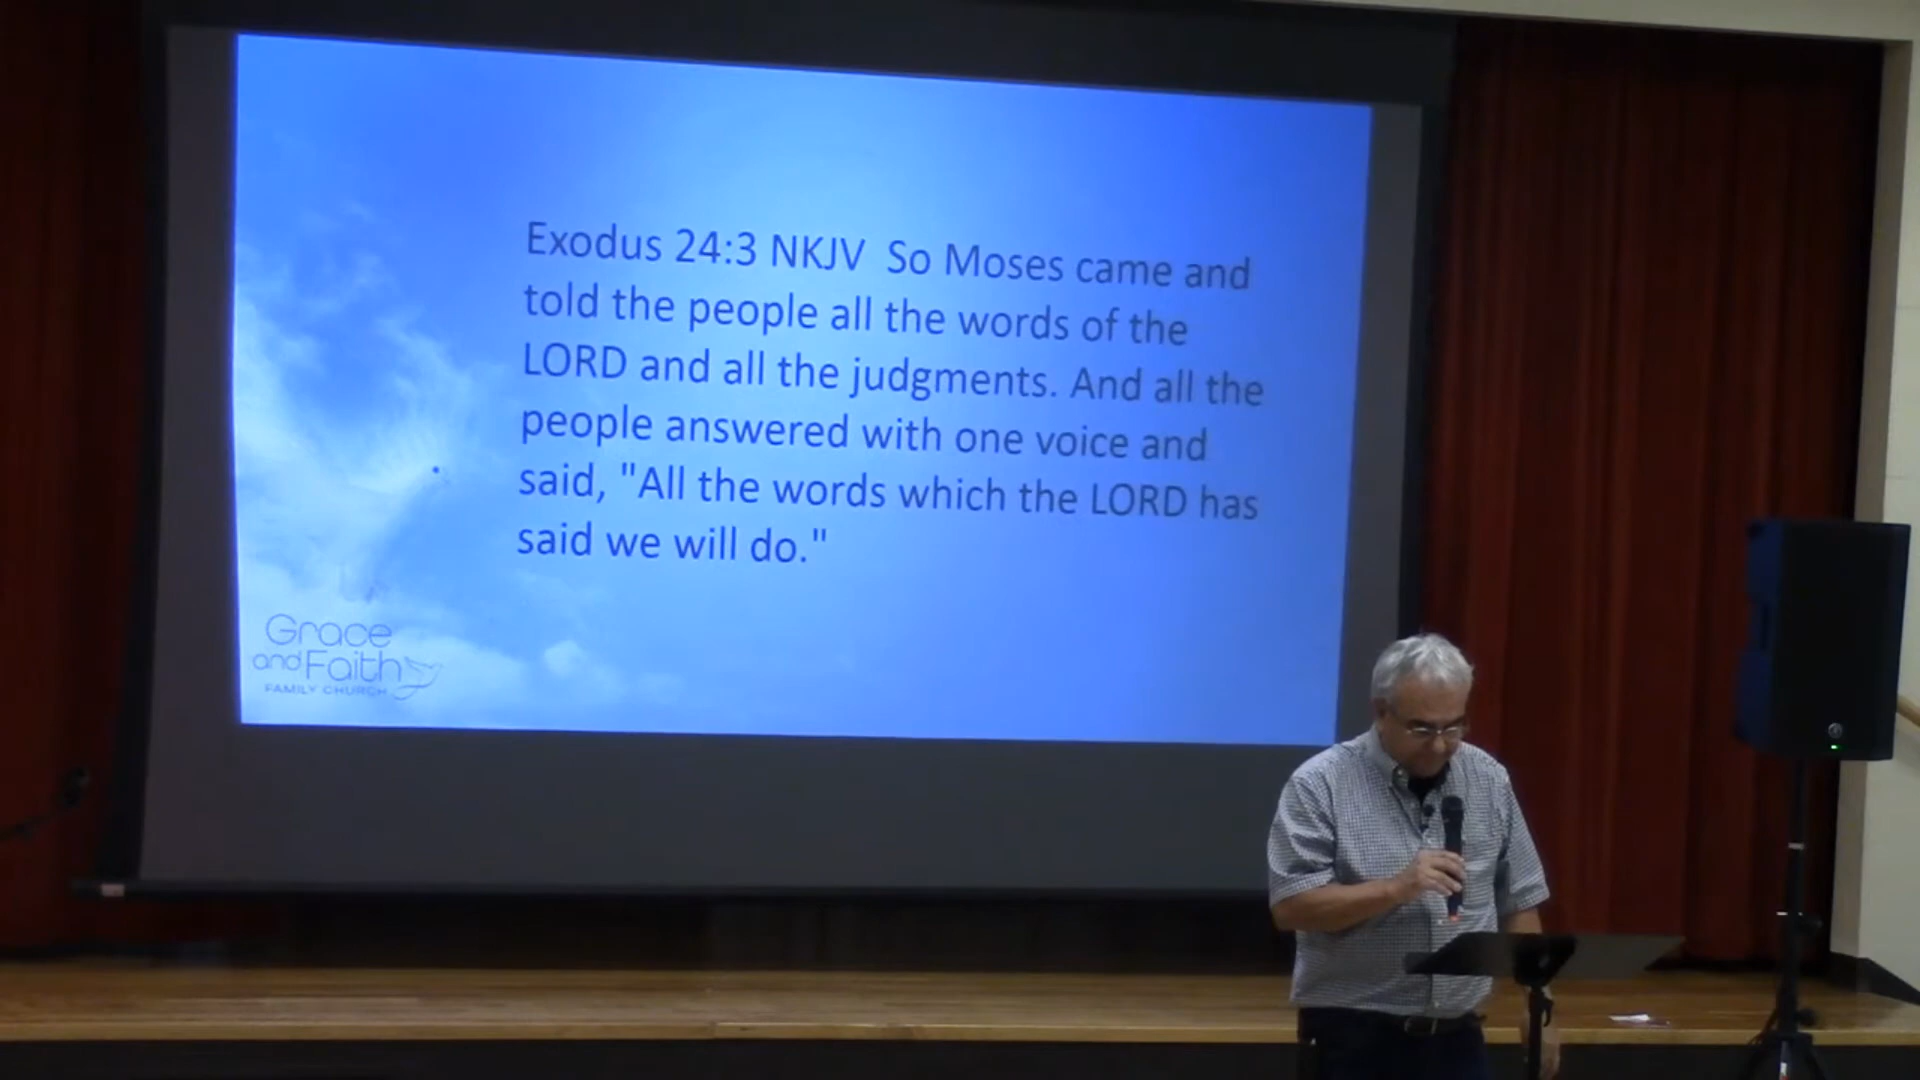 Exodus 24:3 NKJV  So Moses came and
told the people all the words of the
LORD and all the judgments. And all the
people answered with one voice and
said, "All the words which the LORD has
said we will do."
Grace
and Faith
FAMILY CHURCH